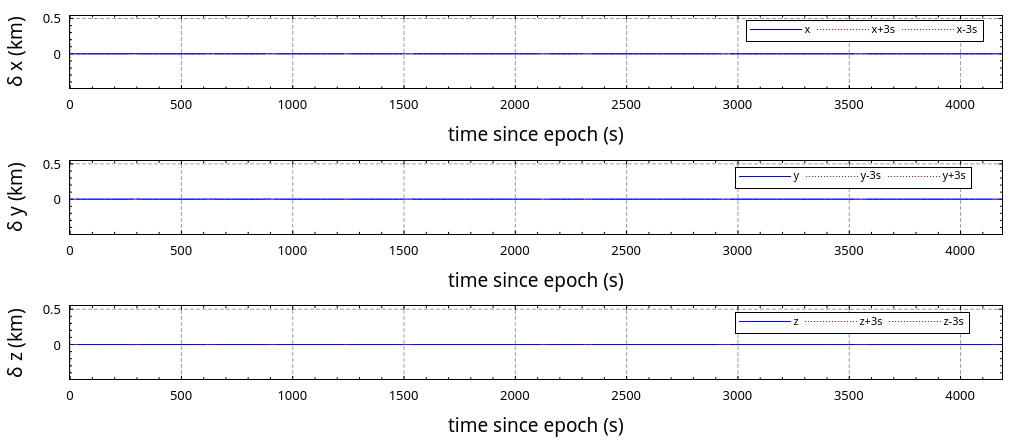 δ x (km)
0.5
0
x x+3s x-3s
0 500 1000 1500 2000 2500 3000 3500 4000
time since epoch (s)
δ y (km)
0.5
0
y y-3s y+3s
0 500 1000 1500 2000 2500 3000 3500 4000
time since epoch (s)
δ z (km)
0.5
0
z z+3s z-3s
0 500 1000 1500 2000 2500 3000 3500 4000
time since epoch (s)